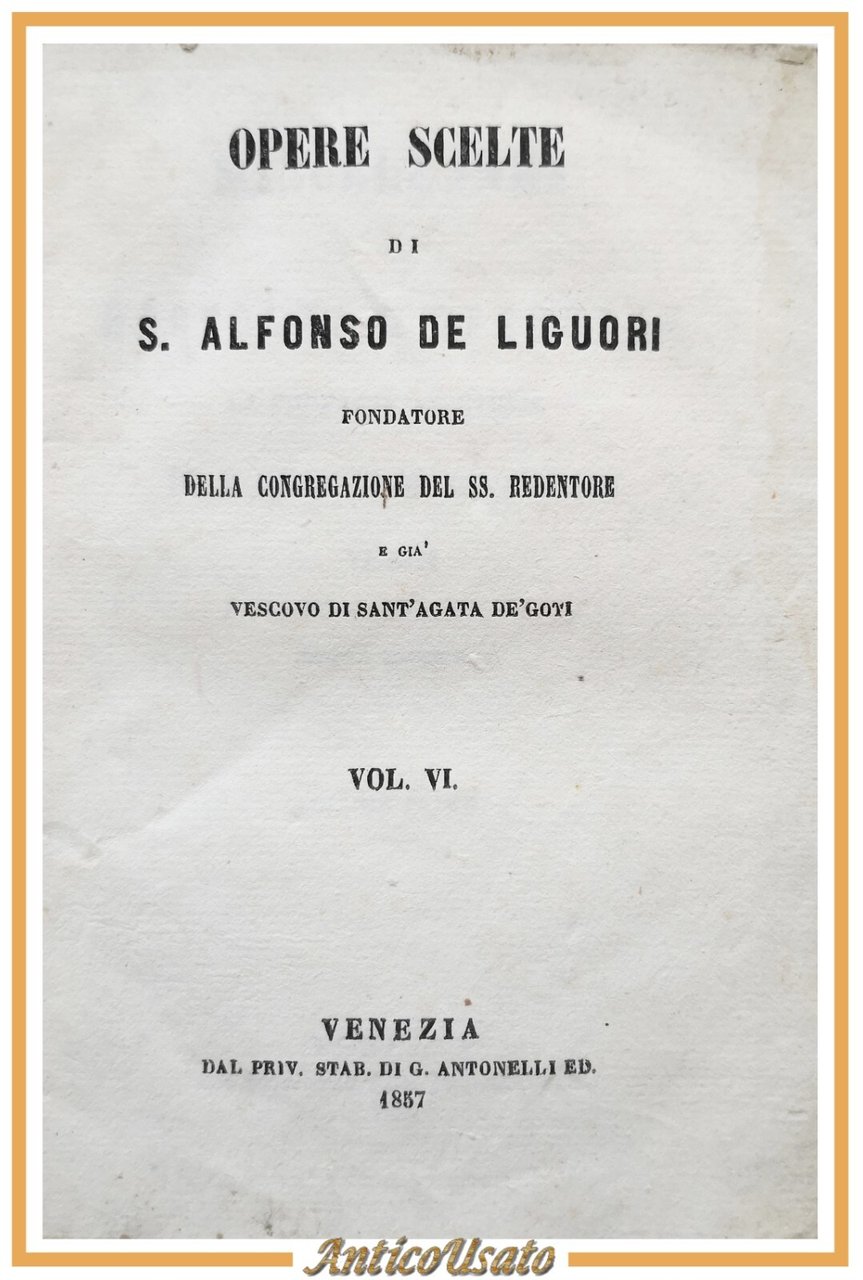 OPERE SCELTE
DI
S. ALFONSO DE LIGUORI
FONDATORE
DELLA CONGREGAZIONE DEL SS. REDENTORE
E GIA'
VESCOVO DI SANT'AGATA DE'GOTI
VOL. VI.
VENEZIA
DAL PRIV. STAB. DI G. ANTONELLI ED.
1857
AnticoUsato